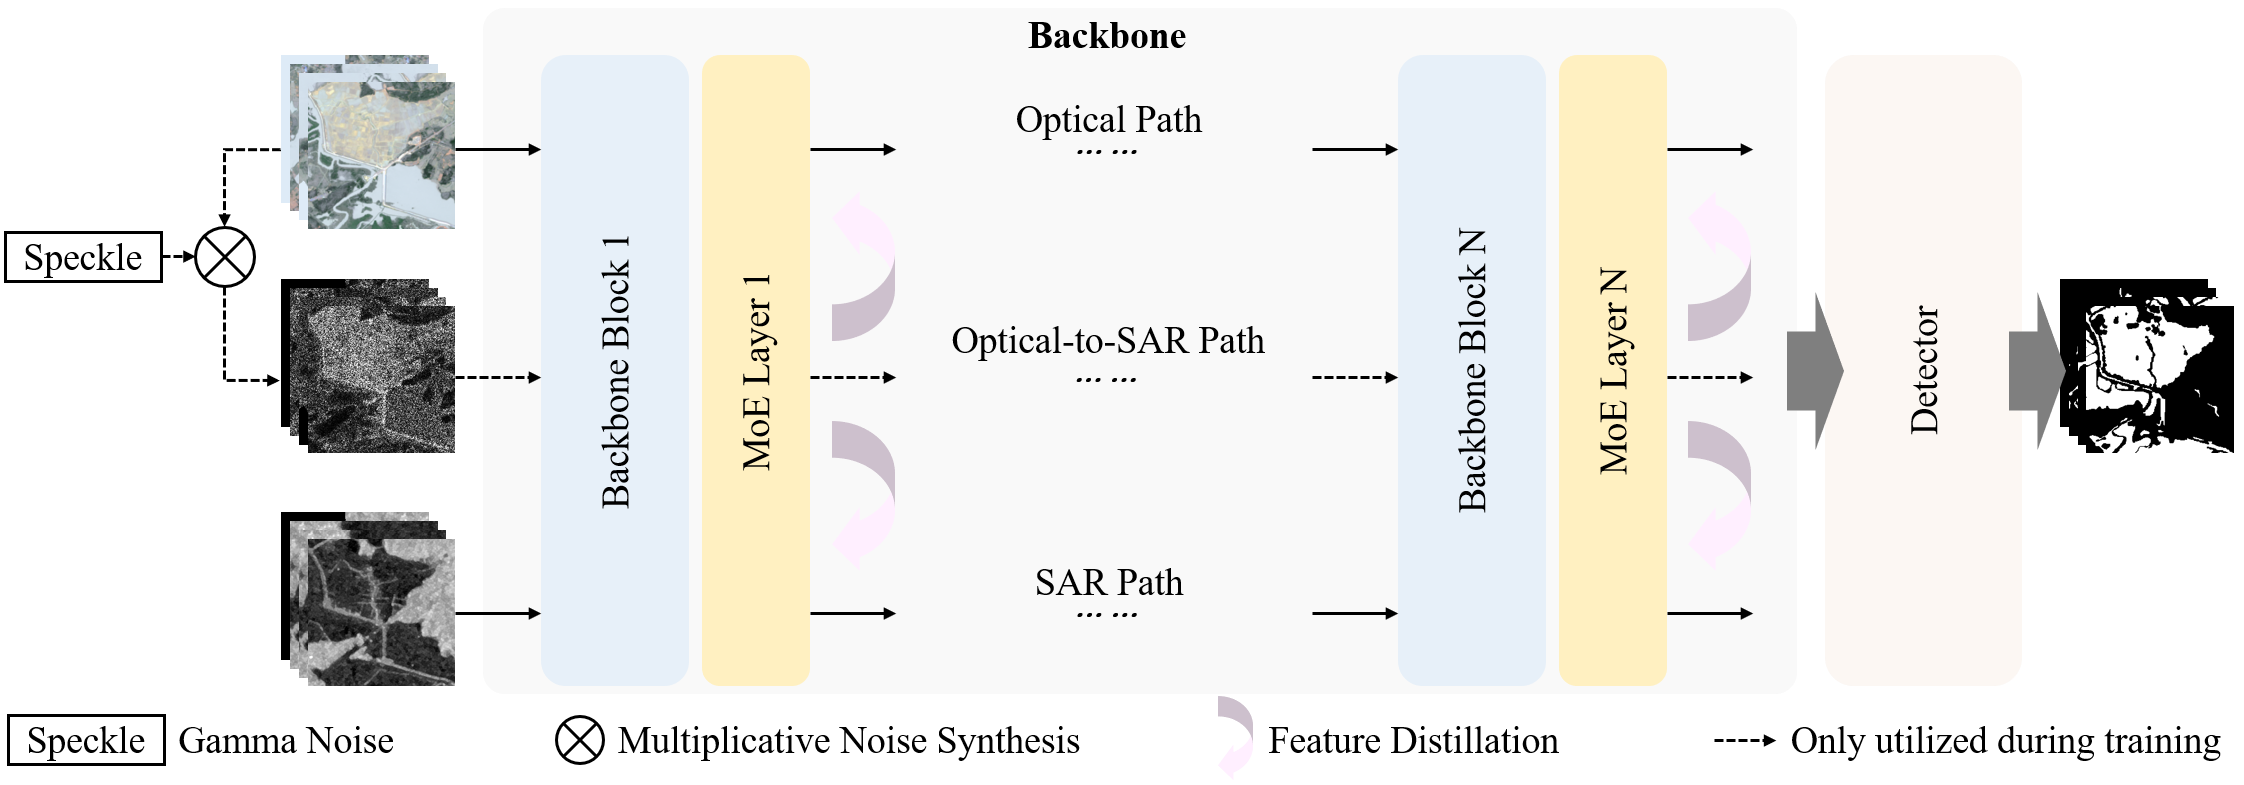 Backbone
Optical Path
... ...
Speckle
Backbone Block 1
MoE Layer 1
Optical-to-SAR Path
... ...
Backbone Block N
MoE Layer N
Detector
SAR Path
... ...
Speckle
Gamma Noise
Multiplicative Noise Synthesis
Feature Distillation
Only utilized during training